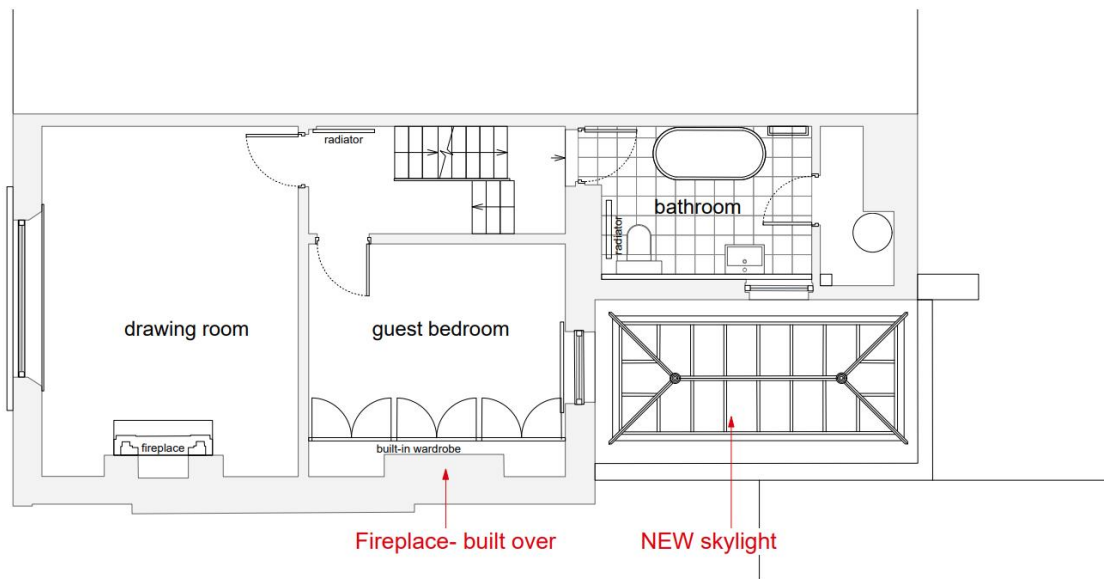 radiator
bathroom
radiator
drawing room
guest bedroom
fireplace
built-in wardrobe
Fireplace- built over
NEW skylight